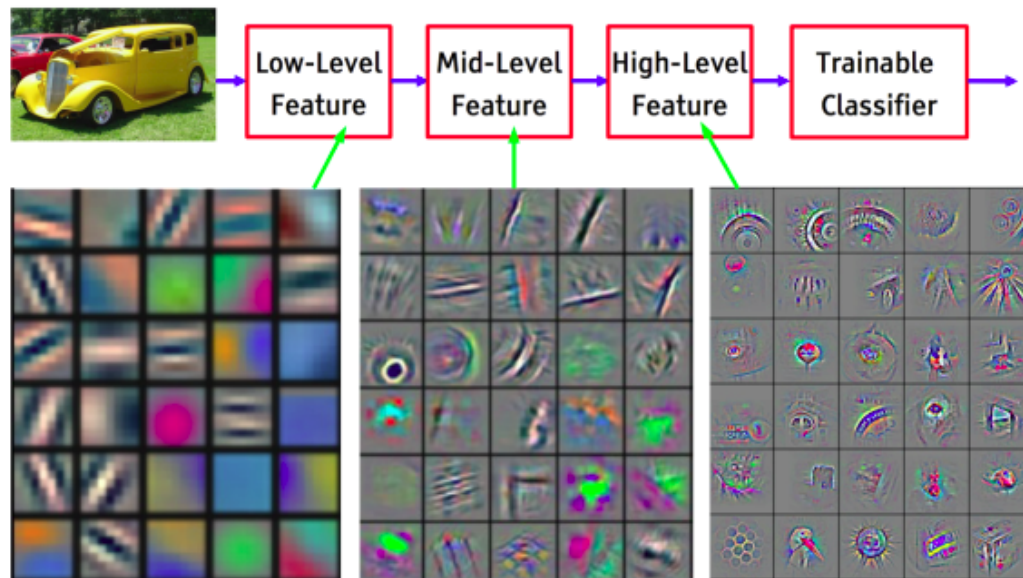 Low-Level
Feature
Mid-Level
Feature
High-Level
Feature
Trainable
Classifier